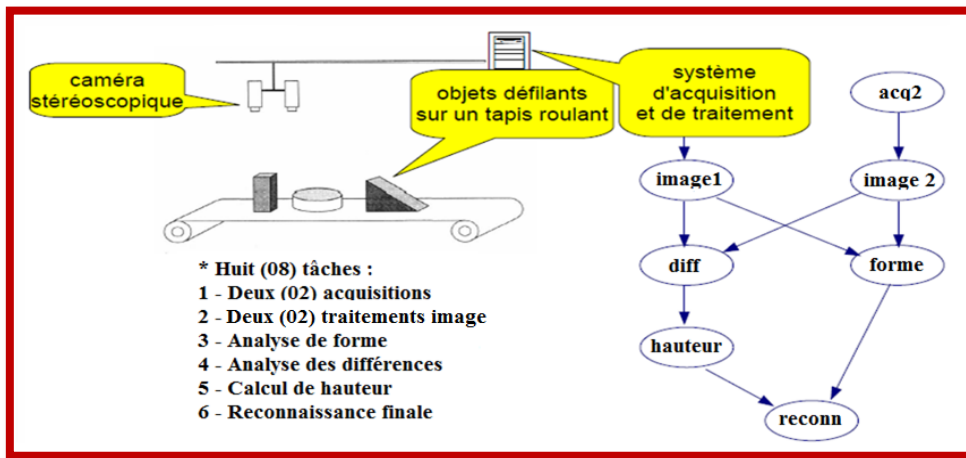 caméra
stéréoscopique
objets défilants
sur un tapis roulant
système
d'acquisition
et de traitement
acq2
image1
image 2
diff
forme
hauteur
reconn
* Huit (08) tâches :
1 - Deux (02) acquisitions
2 - Deux (02) traitements image
3 - Analyse de forme
4 - Analyse des différences
5 - Calcul de hauteur
6 - Reconnaissance finale